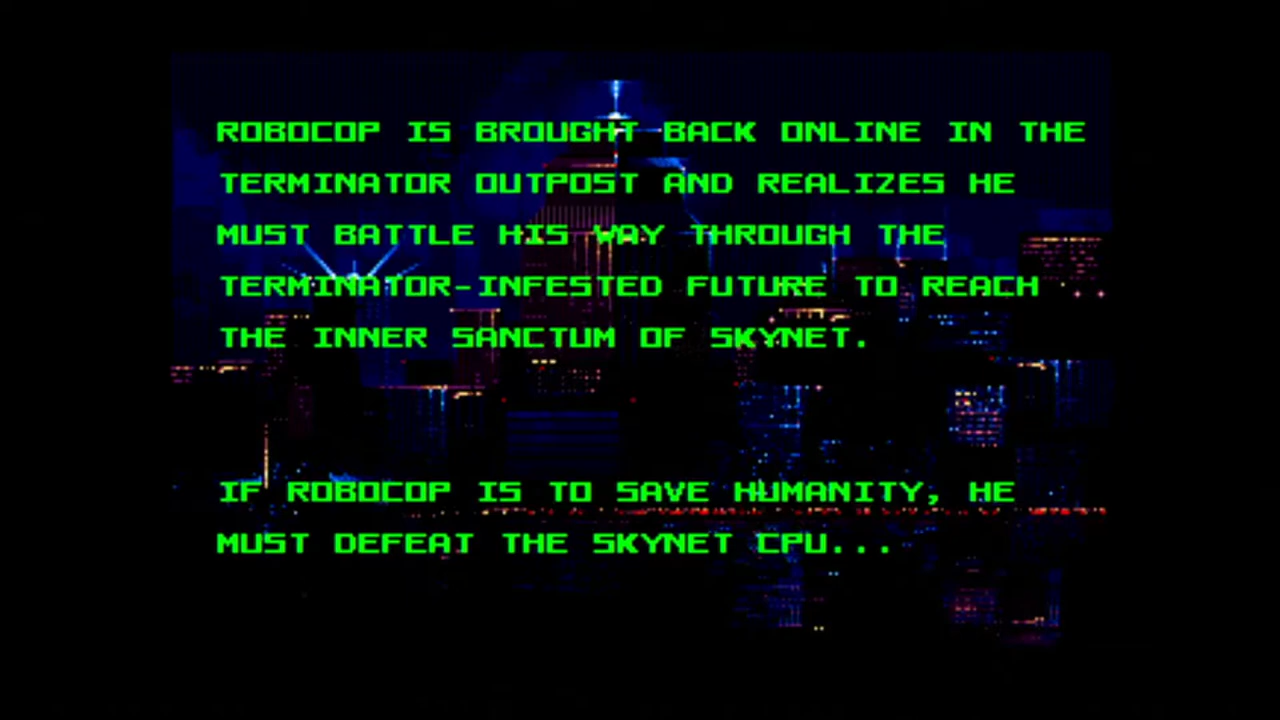 ROBOCOP IS BROUGHT BACK ONLINE IN THE
TERMINATOR OUTPOST AND REALIZES HE
MUST BATTLE HIS WAY THROUGH THE
TERMINATOR-INFESTED FUTURE TO REACH
THE INNER SANCTUM OF SKYNET.
IF ROBOCOP IS TO SAVE HUMANITY, HE
MUST DEFEAT THE SKYNET CPU...